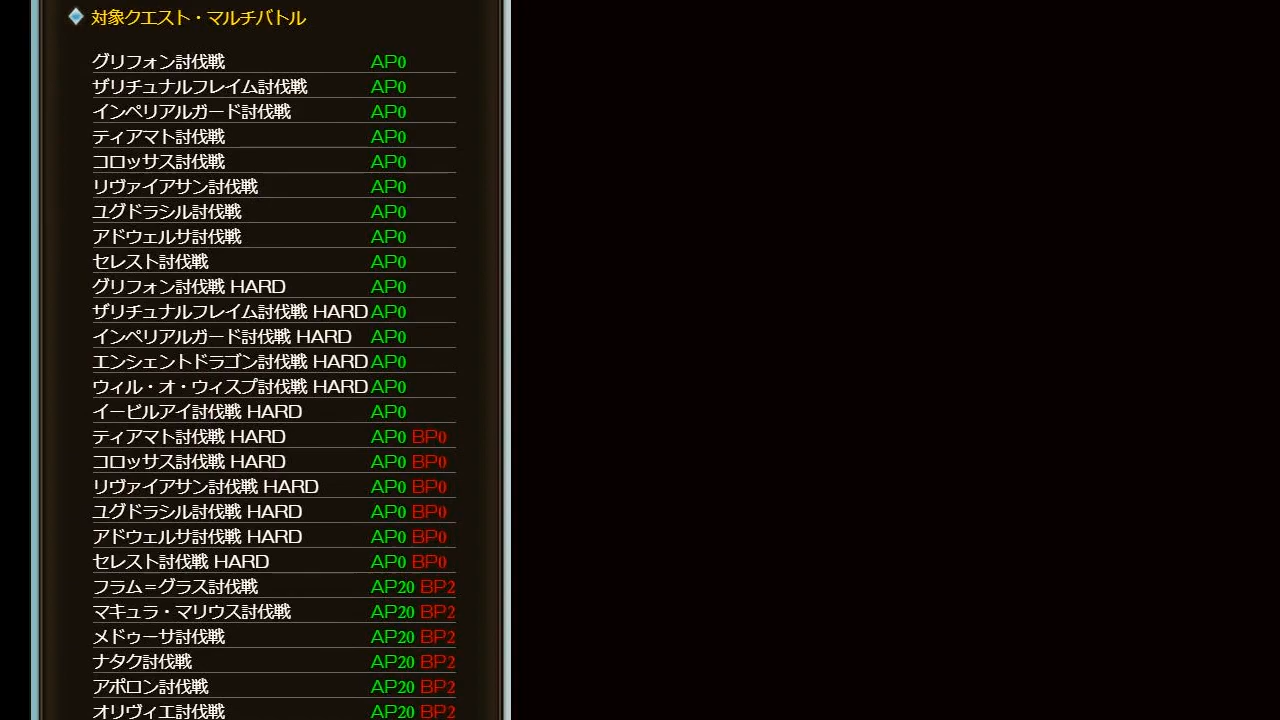 対象クエスト・マルチバトル
グリフォン討伐戦 AP0
ザリチュナルフレイム討伐戦 AP0
インペリアルガード討伐戦 AP0
ティアマト討伐戦 AP0
コロッサス討伐戦 AP0
リヴァイアサン討伐戦 AP0
ユグドラシル討伐戦 AP0
アドウェルサ討伐戦 AP0
セレスト討伐戦 AP0
グリフォン討伐戦 HARD AP0
ザリチュナルフレイム討伐戦 HARD AP0
インペリアルガード討伐戦 HARD AP0
エンシェントドラゴン討伐戦 HARD AP0
ウィル・オ・ウィスプ討伐戦 HARD AP0
イービルアイ討伐戦 HARD AP0
ティアマト討伐戦 HARD AP0 BP0
コロッサス討伐戦 HARD AP0 BP0
リヴァイアサン討伐戦 HARD AP0 BP0
ユグドラシル討伐戦 HARD AP0 BP0
アドウェルサ討伐戦 HARD AP0 BP0
セレスト討伐戦 HARD AP0 BP0
フラム=グラス討伐戦 AP20 BP2
マキュラ・マリウス討伐戦 AP20 BP2
メドゥーサ討伐戦 AP20 BP2
ナタク討伐戦 AP20 BP2
アポロン討伐戦 AP20 BP2
オリヴィエ討伐戦 AP20 BP2